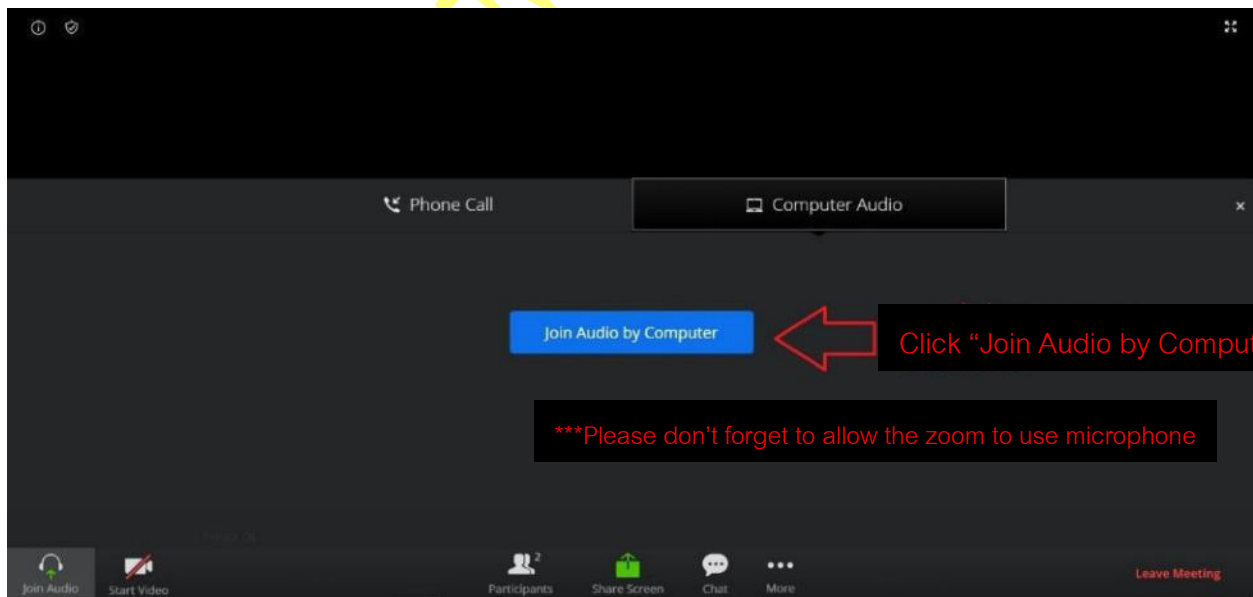 Phone Call
Computer Audio
Join Audio by Computer
Click “Join Audio by Comput
***Please don’t forget to allow the zoom to use microphone
Join Audio
Start Video
Participants 2
Share Screen
Chat
More
Leave Meeting